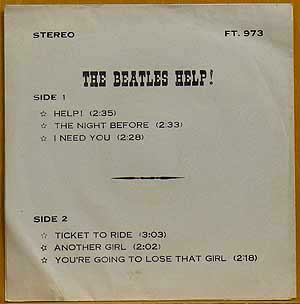 STEREO FT. 973
THE BEATLES HELP!
SIDE 1
☆ HELP! (2:35)
☆ THE NIGHT BEFORE (2.33)
☆ I NEED YOU (2:28)
SIDE 2
☆ TICKET TO RIDE (3:03)
☆ ANOTHER GIRL (2:02)
☆ YOU'RE GOING TO LOSE THAT GIRL (2:18)